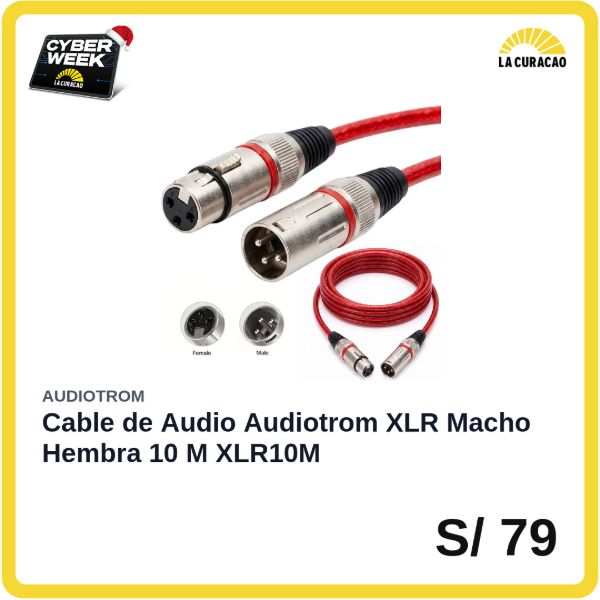 CYBER
WEEK
LA CURACAO
LA CURACAO
Female
Male
AUDIOTROM
Cable de Audio Audiotrom XLR Macho
Hembra 10 M XLR10M
S/ 79